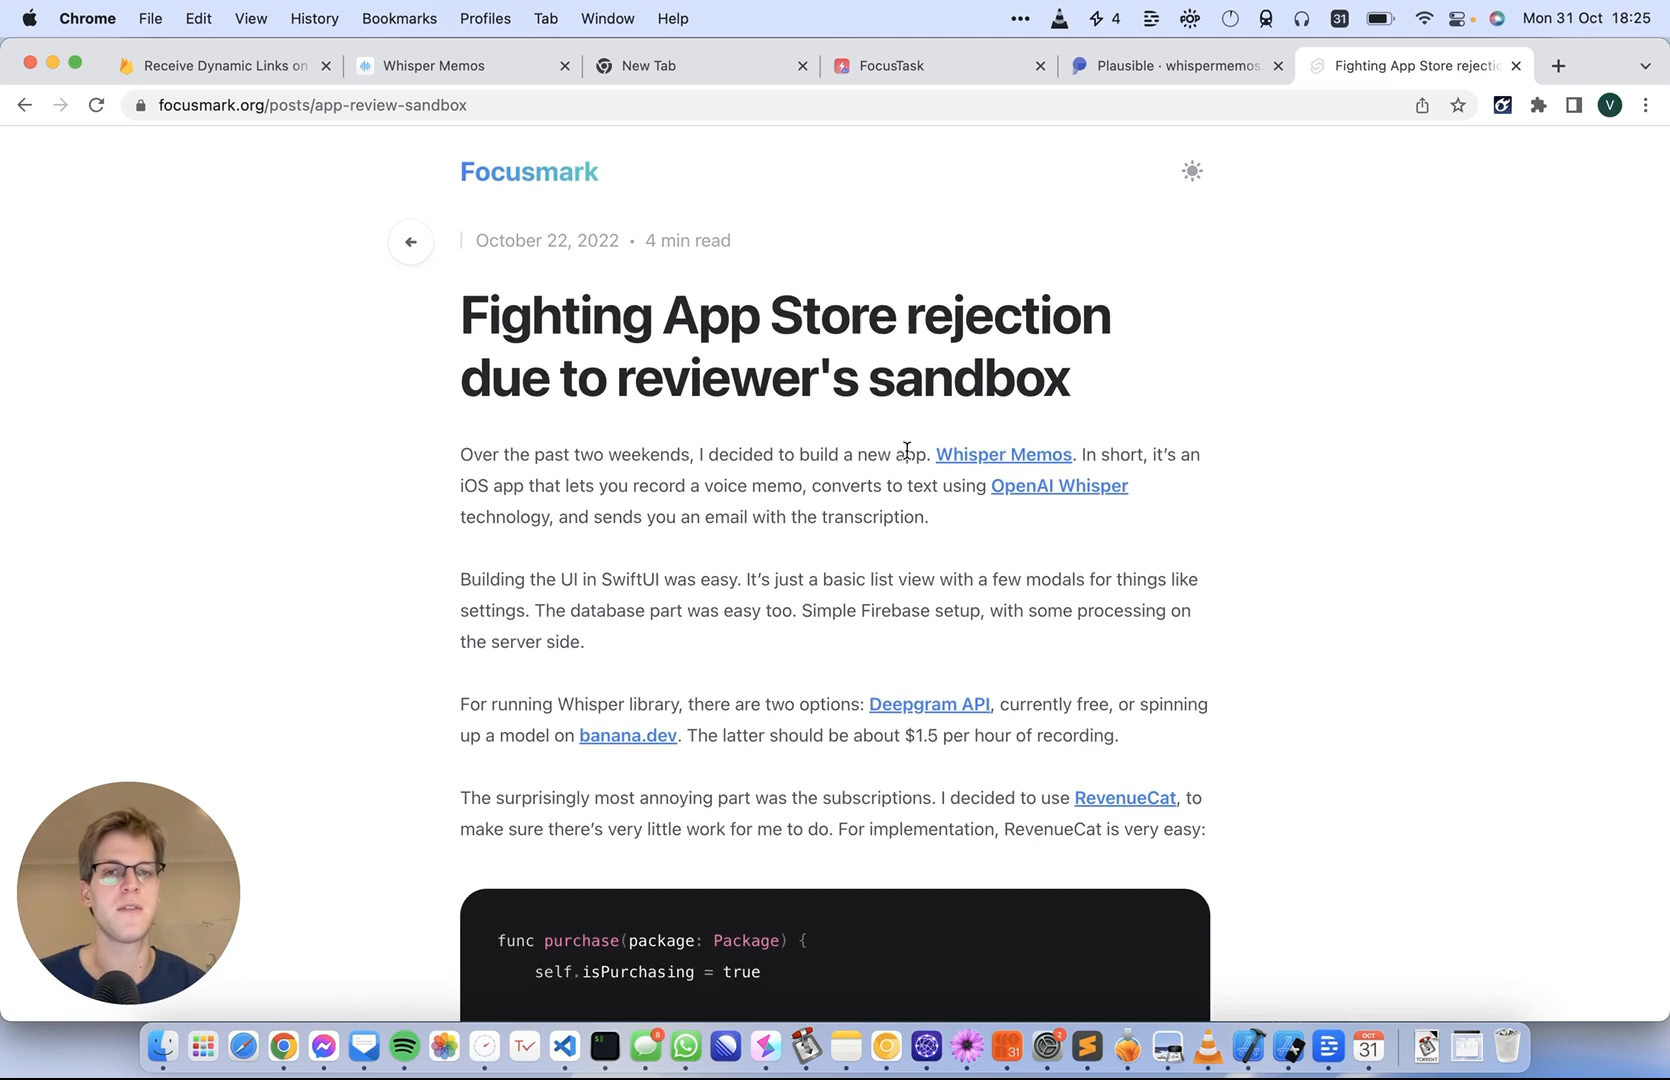 Chrome File Edit View History Bookmarks Profiles Tab Window Help
4 POP 31 Mon 31 Oct 18:25
Receive Dynamic Links on
Whisper Memos
New Tab
FocusTask
Plausible · whispermemos
Fighting App Store rejectio
focusmark.org/posts/app-review-sandbox
V
Focusmark
October 22, 2022 • 4 min read
Fighting App Store rejection
due to reviewer's sandbox
Over the past two weekends, I decided to build a new app. Whisper Memos. In short, it’s an
iOS app that lets you record a voice memo, converts to text using OpenAI Whisper
technology, and sends you an email with the transcription.
Building the UI in SwiftUI was easy. It’s just a basic list view with a few modals for things like
settings. The database part was easy too. Simple Firebase setup, with some processing on
the server side.
For running Whisper library, there are two options: Deepgram API, currently free, or spinning
up a model on banana.dev. The latter should be about $1.5 per hour of recording.
The surprisingly most annoying part was the subscriptions. I decided to use RevenueCat, to
make sure there’s very little work for me to do. For implementation, RevenueCat is very easy:
func purchase(package: Package) {
self.isPurchasing = true
8
31
2
OCT
31
TORRENT